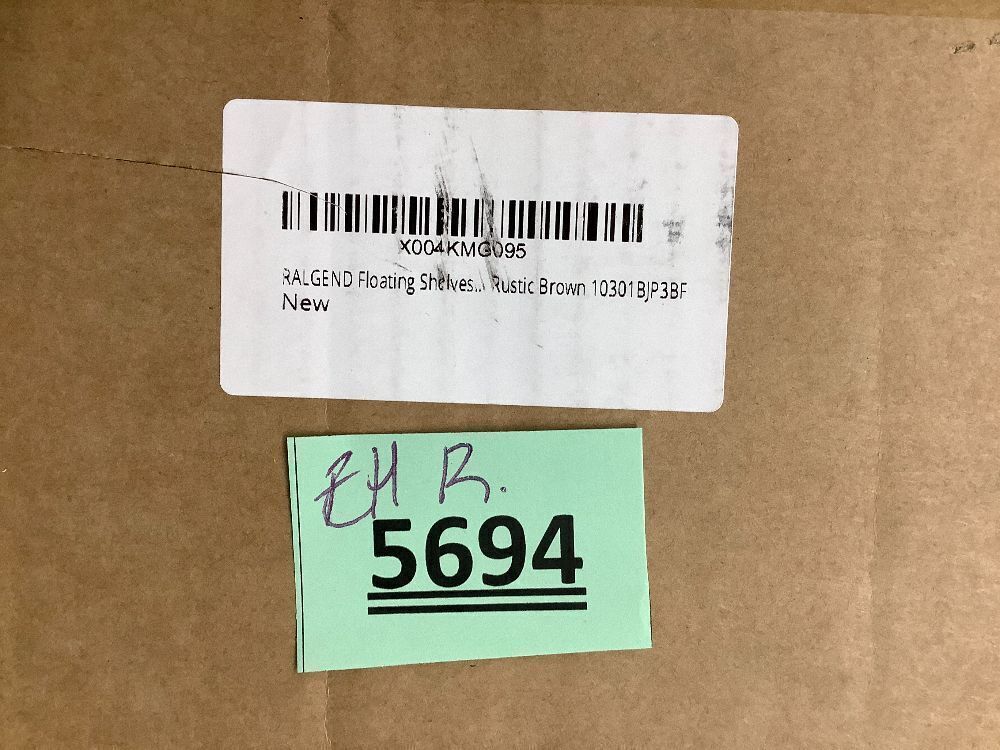 X004KMG095
RALGEND Floating Shelves... Rustic Brown 10301BJP3BF
New
EH R.
5694